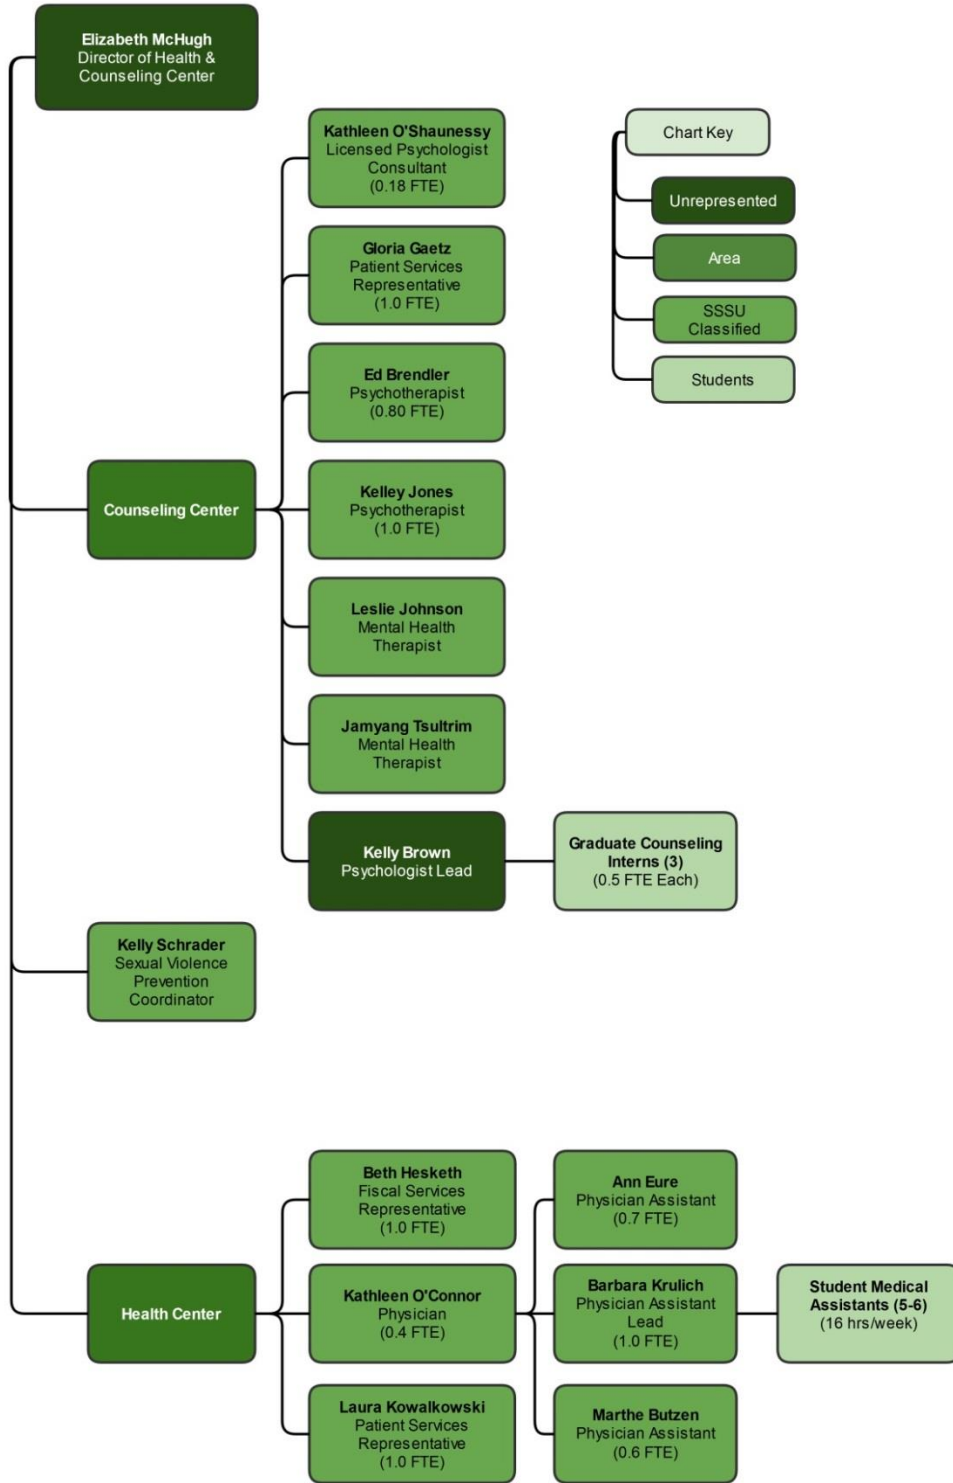 Elizabeth McHugh
Director of Health &
Counseling Center
Kathleen O'Shaunessy
Licensed Psychologist
Consultant
(0.18 FTE)
Gloria Gaetz
Patient Services
Representative
(1.0 FTE)
Ed Brendler
Psychotherapist
(0.80 FTE)
Counseling Center
Kelley Jones
Psychotherapist
(1.0 FTE)
Leslie Johnson
Mental Health
Therapist
Jamyang Tsultrim
Mental Health
Therapist
Kelly Brown
Psychologist Lead
Graduate Counseling
Interns (3)
(0.5 FTE Each)
Chart Key
Unrepresented
Area
SSSU
Classified
Students
Kelly Schrader
Sexual Violence
Prevention
Coordinator
Health Center
Beth Hesketh
Fiscal Services
Representative
(1.0 FTE)
Kathleen O'Connor
Physician
(0.4 FTE)
Laura Kowalkowski
Patient Services
Representative
(1.0 FTE)
Ann Eure
Physician Assistant
(0.7 FTE)
Barbara Krulich
Physician Assistant
Lead
(1.0 FTE)
Marthe Butzen
Physician Assistant
(0.6 FTE)
Student Medical
Assistants (5-6)
(16 hrs/week)